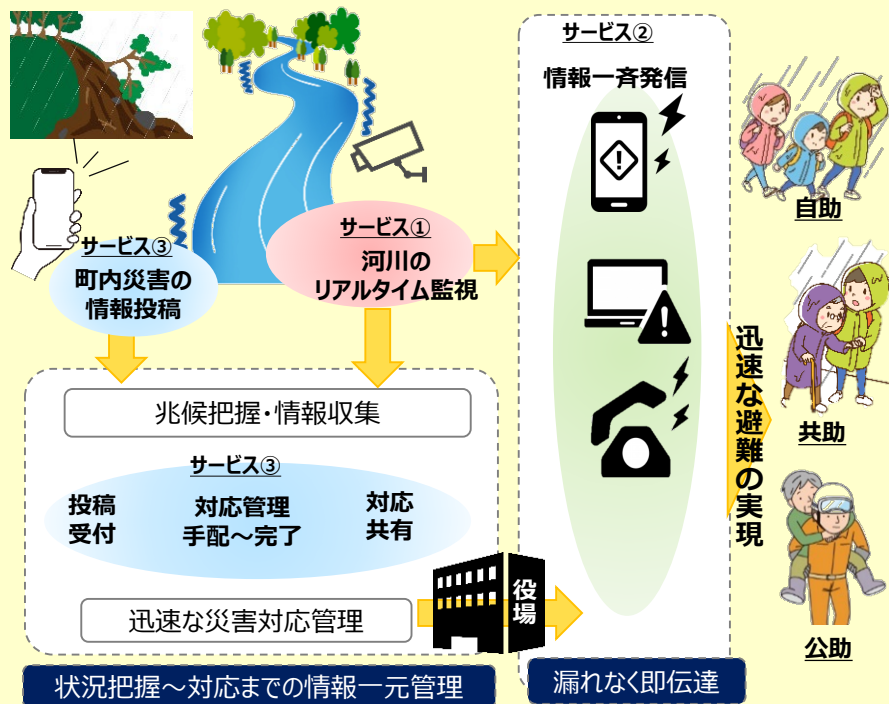 サービス③
町内災害の
情報投稿
サービス①
河川の
リアルタイム監視
兆候把握・情報収集
サービス③
投稿
受付
対応管理
手配～完了
対応
共有
迅速な災害対応管理
役場
状況把握～対応までの情報一元管理
サービス②
情報一斉発信
漏れなく即伝達
迅速な避難の実現
自助
共助
公助